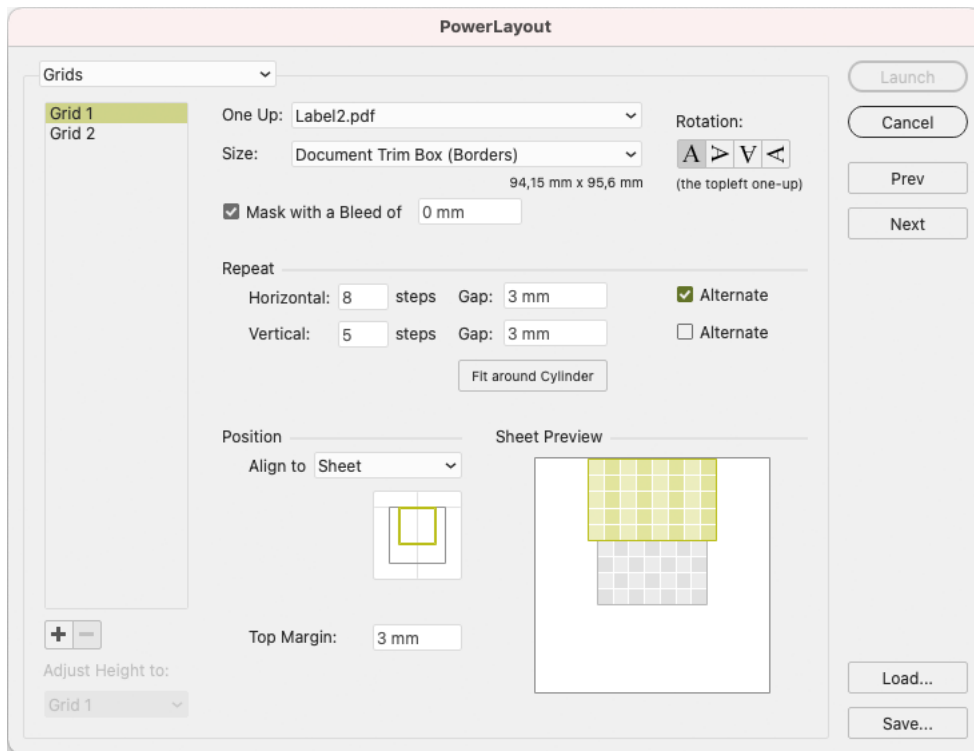 PowerLayout
Grids
Launch
Cancel
Prev
Next
Grid 1
Grid 2
One Up: Label2.pdf
Size: Document Trim Box (Borders)
94,15 mm x 95,6 mm
Rotation:
A A A A
(the topleft one-up)
Mask with a Bleed of 0 mm
Repeat
Horizontal: 8 steps Gap: 3 mm Alternate
Vertical: 5 steps Gap: 3 mm Alternate
Fit around Cylinder
Position
Align to Sheet
Sheet Preview
Top Margin: 3 mm
Adjust Height to:
Grid 1
Load...
Save...